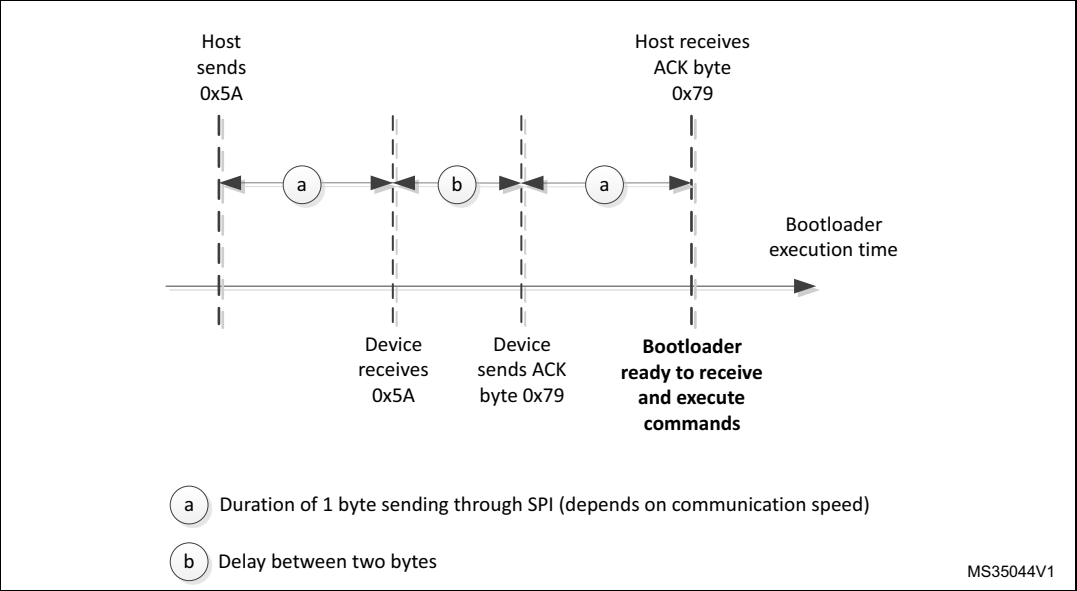 Host
sends
0x5A
Host receives
ACK byte
0x79
a
b
a
Bootloader
execution time
Device
receives
0x5A
Device
sends ACK
byte 0x79
Bootloader
ready to receive
and execute
commands
a Duration of 1 byte sending through SPI (depends on communication speed)
b Delay between two bytes
MS35044V1